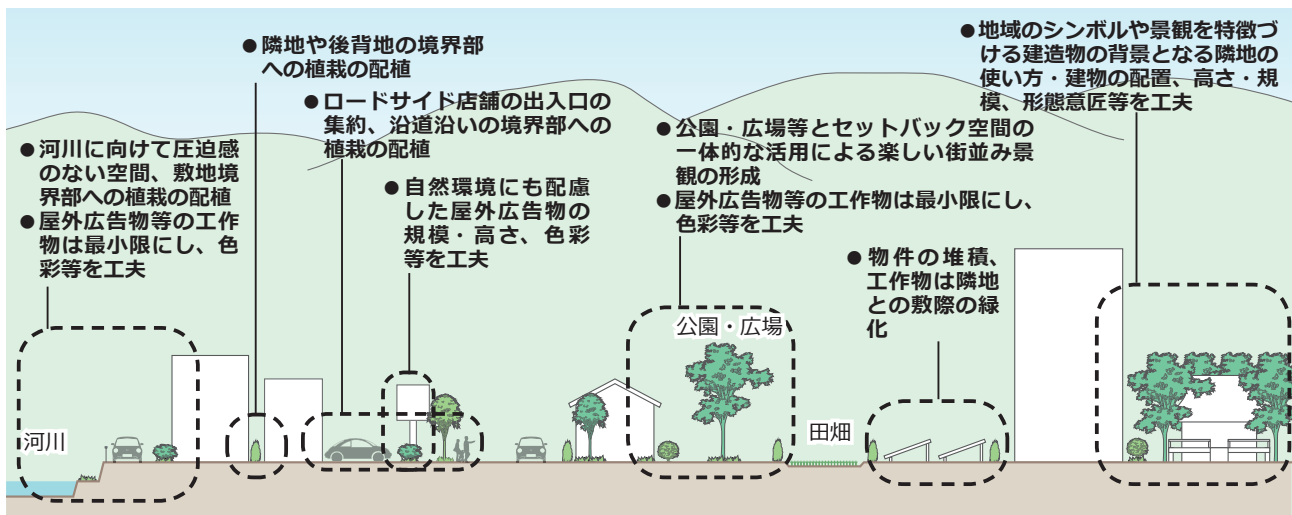 ●隣地や後背地の境界部
への植栽の配植
●ロードサイド店舗の出入口の
集約、沿道沿いの境界部への
植栽の配植
●河川に向けて圧迫感
のない空間、敷地境
界部への植栽の配植
●屋外広告物等の工作
物は最小限にし、色
彩等を工夫
●自然環境にも配慮
した屋外広告物の
規模・高さ、色彩
等を工夫
●公園・広場等とセットバック空間の
一体的な活用による楽しい街並み景
観の形成
●屋外広告物等の工作物は最小限にし、
色彩等を工夫
●地域のシンボルや景観を特徴づ
ける建造物の背景となる隣地の
使い方・建物の配置、高さ・規
模、形態意匠等を工夫
●物件の堆積、
工作物は隣地
との敷際の緑
化
公園・広場
河川
田畑